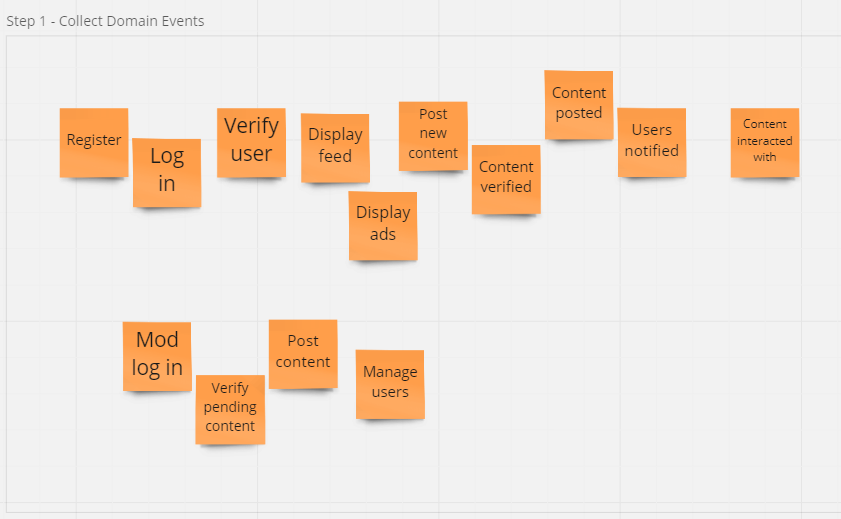 Step 1 - Collect Domain Events
Register
Log
in
Verify
user
Display
feed
Display
ads
Post
new
content
Content
verified
Content
posted
Users
notified
Content
interacted
with
Mod
log in
Verify
pending
content
Post
content
Manage
users